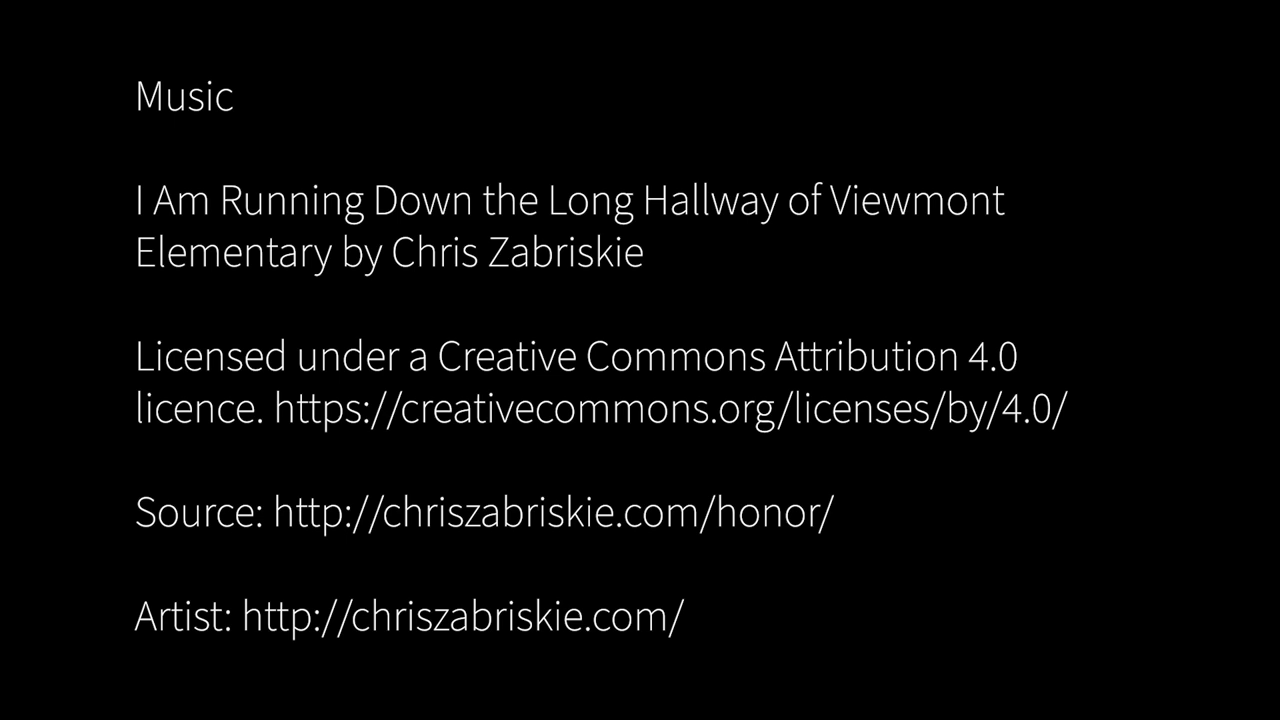 Music
I Am Running Down the Long Hallway of Viewmont
Elementary by Chris Zabriskie
Licensed under a Creative Commons Attribution 4.0
licence. https://creativecommons.org/licenses/by/4.0/
Source: http://chriszabriskie.com/honor/
Artist: http://chriszabriskie.com/